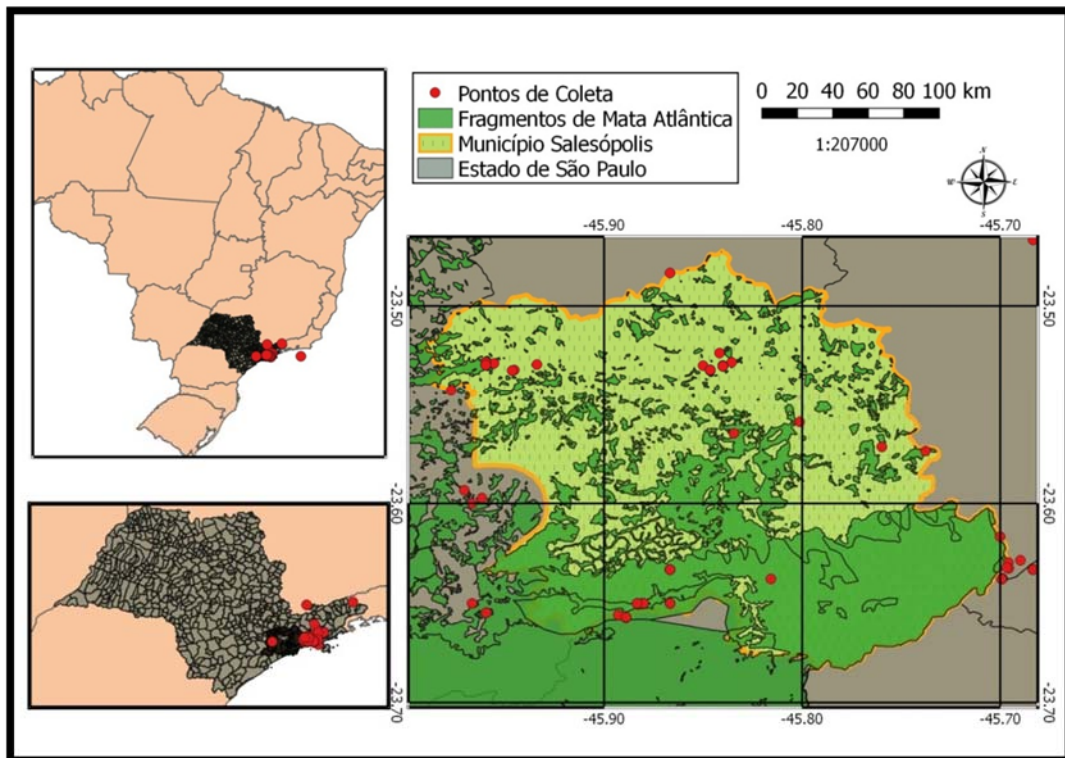 Pontos de Coleta
Fragmentos de Mata Atlântica
Município Salesópolis
Estado de São Paulo
0 20 40 60 80 100 km
1:207000
N
W E
S
-45.90 -45.80 -45.70
-23.50 -23.50
-23.60 -23.60
-23.70 -23.70
-45.90 -45.80 -45.70